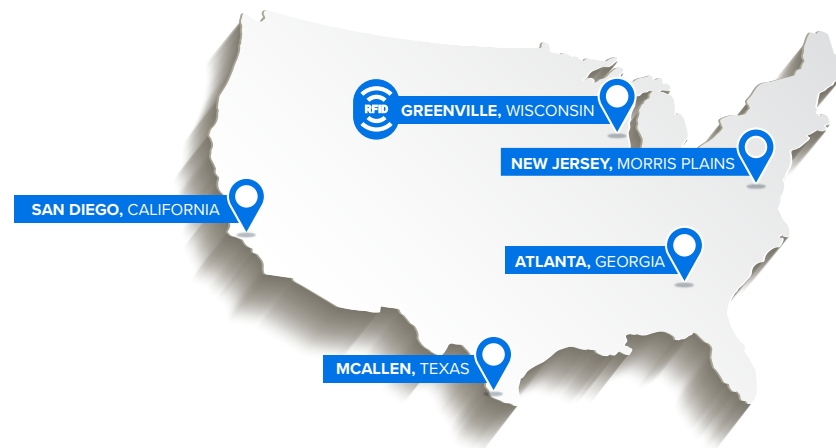 RFID
GREENVILLE, WISCONSIN
NEW JERSEY, MORRIS PLAINS
SAN DIEGO, CALIFORNIA
ATLANTA, GEORGIA
MCALLEN, TEXAS